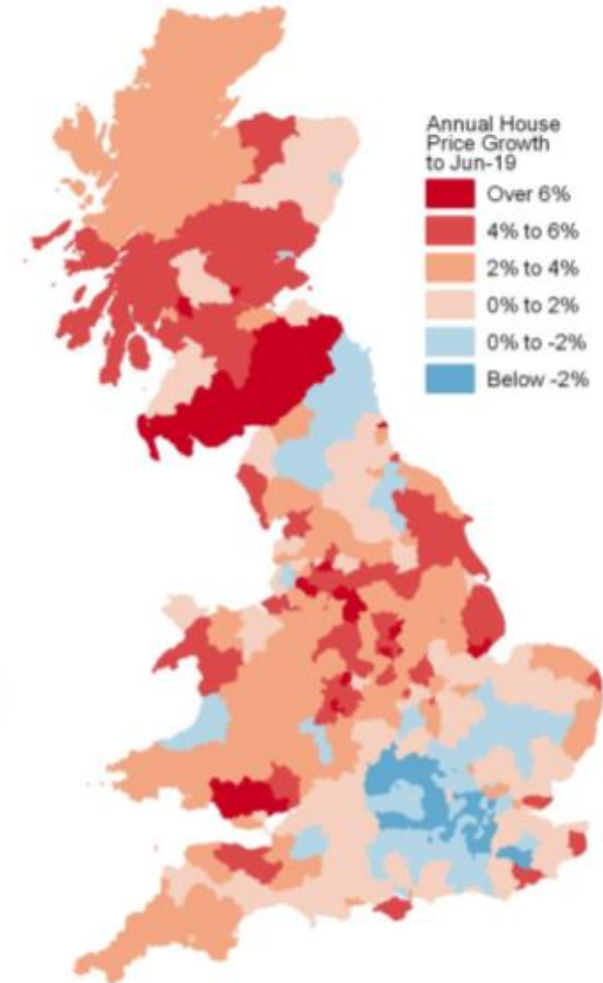 Annual House
Price Growth
to Jun-19
Over 6%
4% to 6%
2% to 4%
0% to 2%
0% to -2%
Below -2%